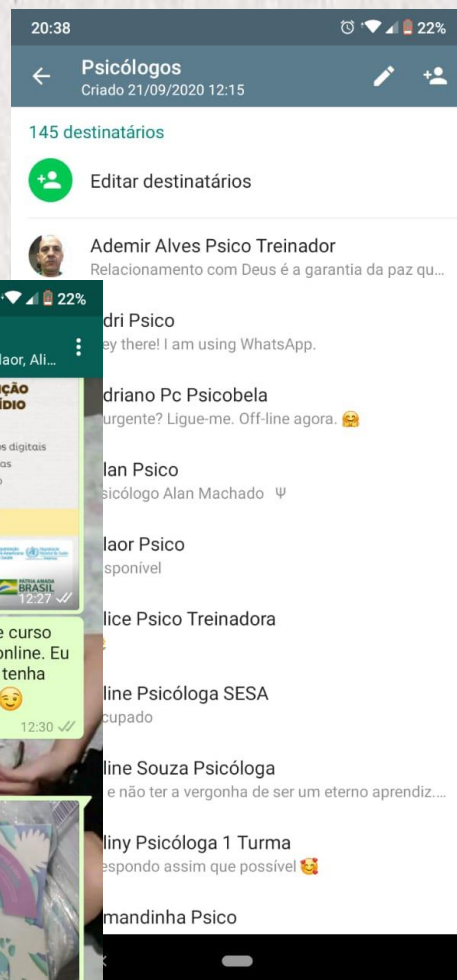 20:38
22%
Psicólogos
Criado 21/09/2020 12:15
145 destinatários
Editar destinatários
Ademir Alves Psico Treinador
Relacionamento com Deus é a garantia da paz qu...
dri Psico
ey there! I am using WhatsApp.
driano Pc Psicobela
urgente? Ligue-me. Off-line agora. 🤗
lan Psico
sicólogo Alan Machado Ψ
laor Psico
sponível
lice Psico Treinadora
line Psicóloga SESA
cupado
line Souza Psicóloga
e não ter a vergonha de ser um eterno aprendiz....
liny Psicóloga 1 Turma
espondo assim que possível 🥰
mandinha Psico
22%
laor, Ali...
ÇÃO
ÍDIO
s digitais
as
PÁTRIA AMADA
BRASIL
12:27
e curso
online. Eu
tenha
😏
12:30